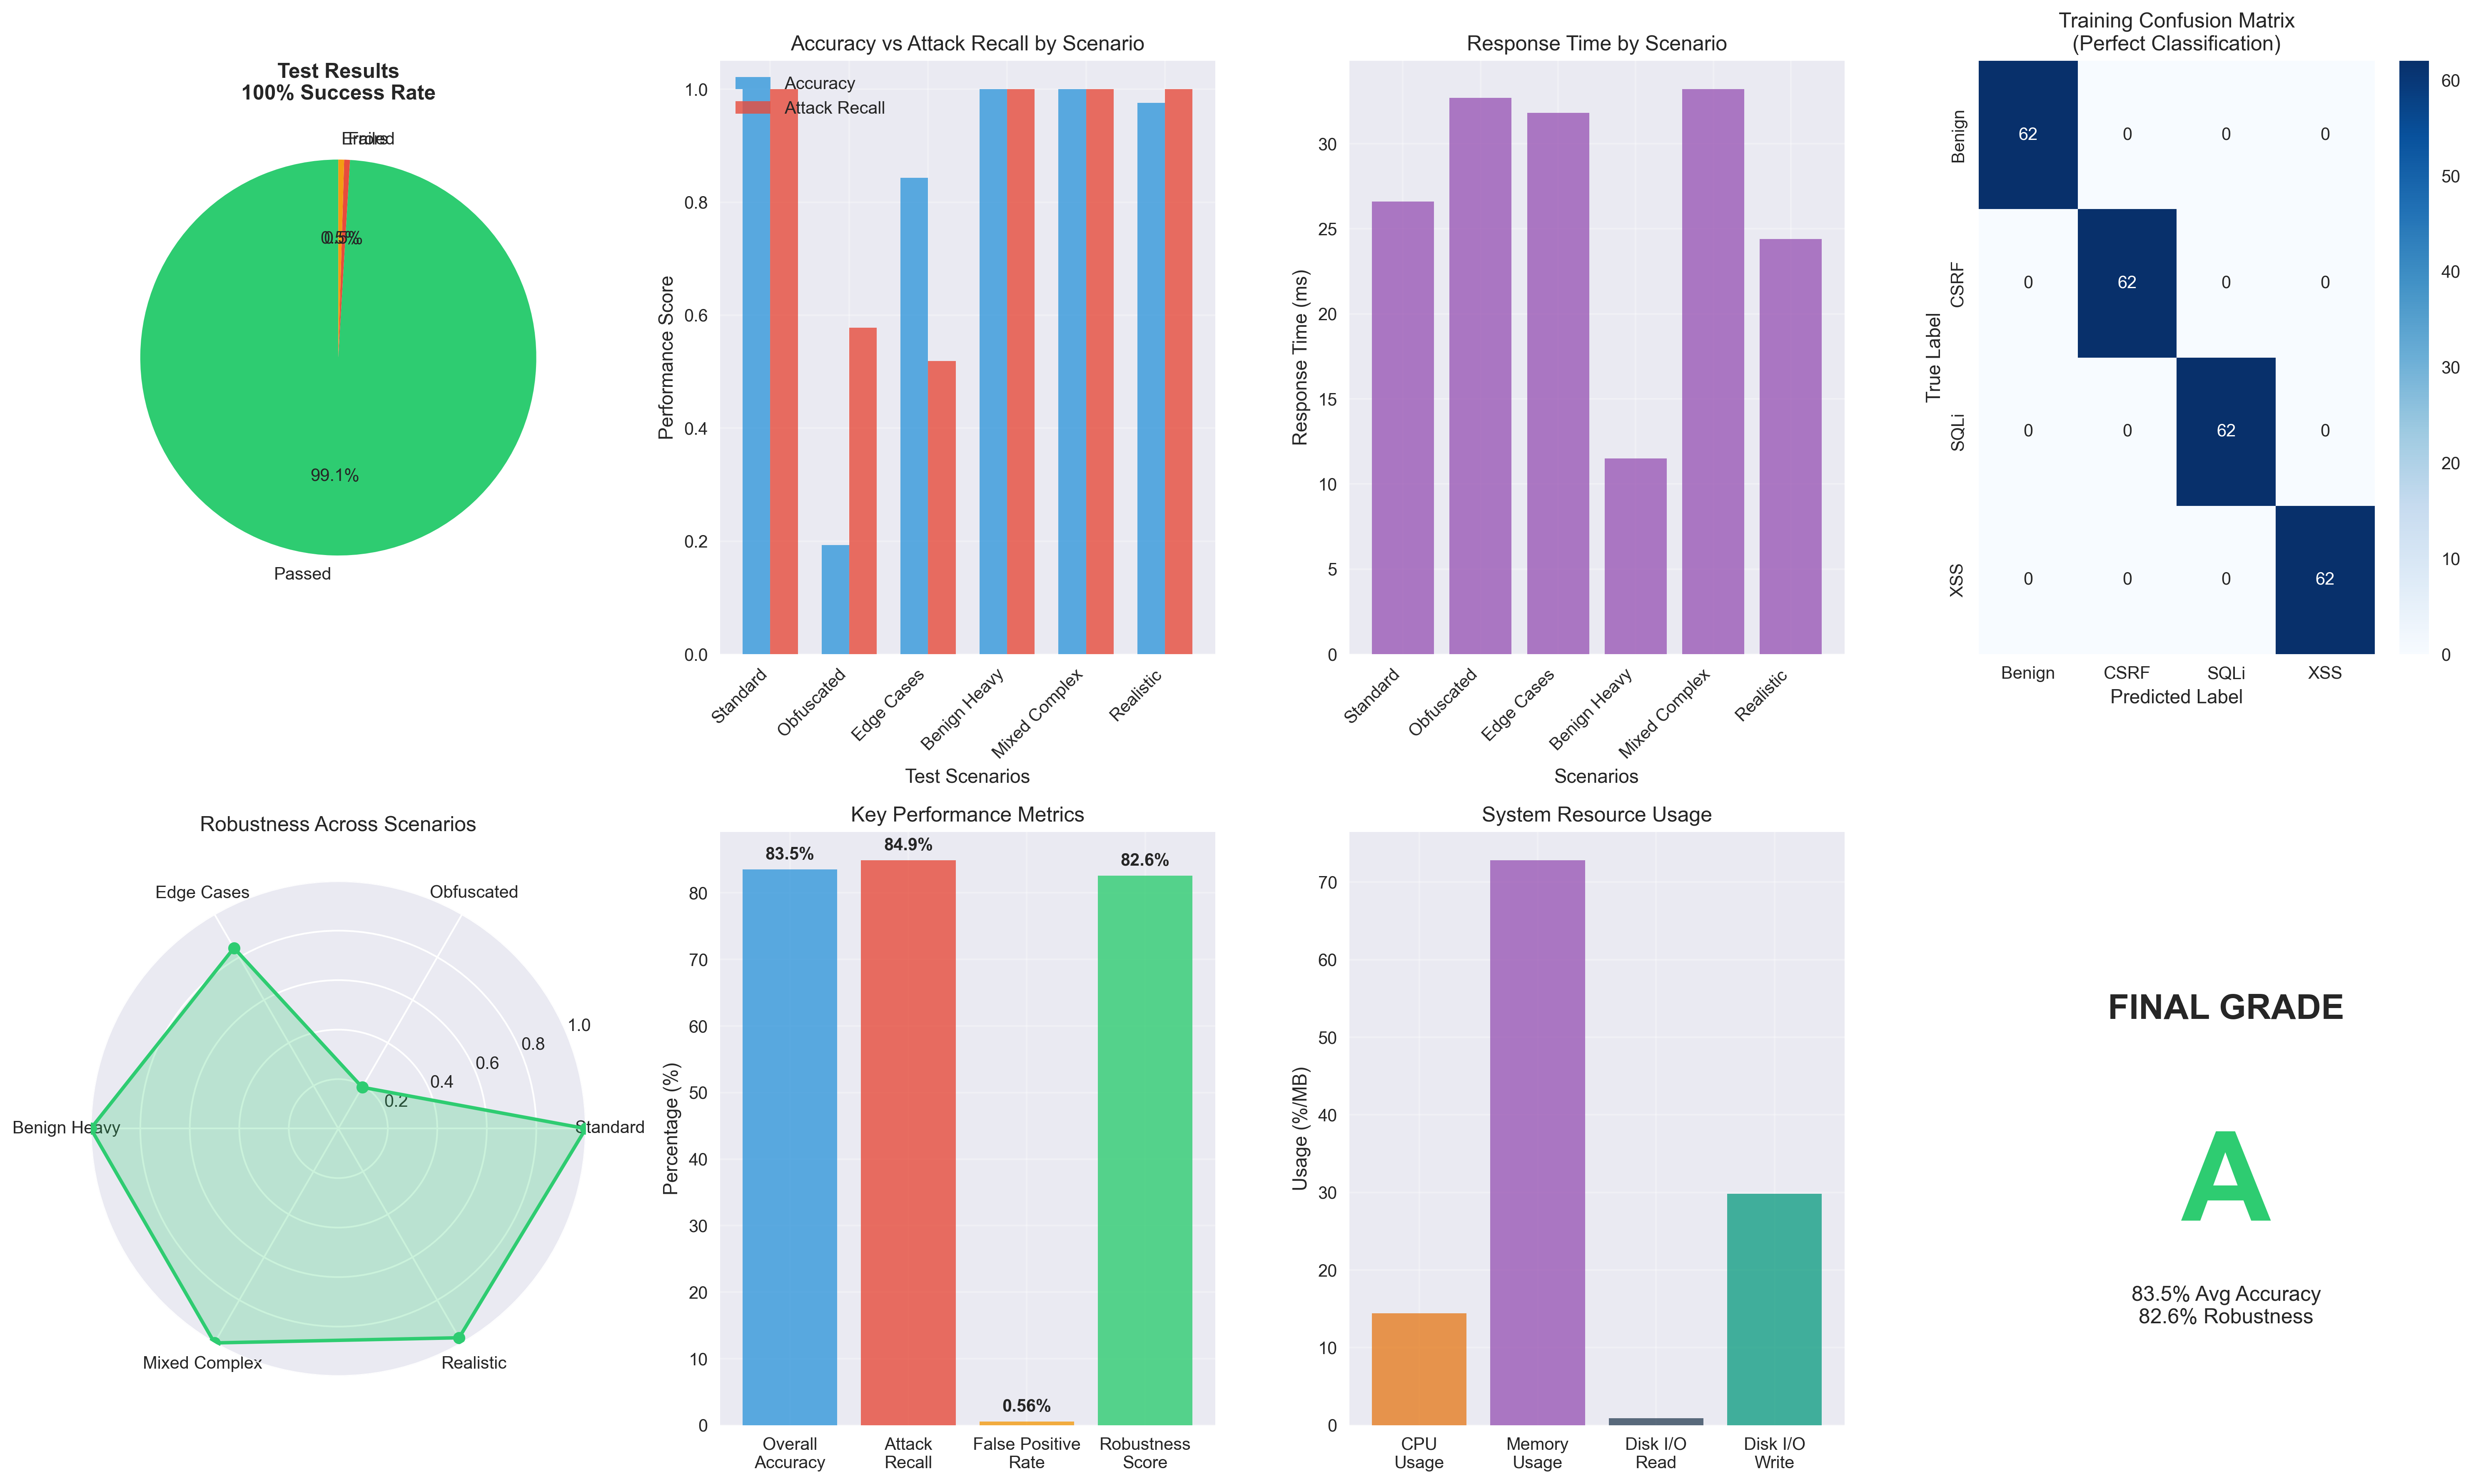 Test Results
100% Success Rate
Errors
Failed
0.5%
0.5%
99.1%
Passed
Accuracy vs Attack Recall by Scenario
Accuracy
Attack Recall
Performance Score
1.0
0.8
0.6
0.4
0.2
0.0
Standard
Obfuscated
Edge Cases
Benign Heavy
Mixed Complex
Realistic
Test Scenarios
Response Time by Scenario
Response Time (ms)
30
25
20
15
10
5
0
Standard
Obfuscated
Edge Cases
Benign Heavy
Mixed Complex
Realistic
Scenarios
Training Confusion Matrix
(Perfect Classification)
True Label
Benign
62 0 0 0
CSRF
0 62 0 0
SQLi
0 0 62 0
XSS
0 0 0 62
Benign CSRF SQLi XSS
Predicted Label
60
50
40
30
20
10
0
Robustness Across Scenarios
Edge Cases
Obfuscated
1.0
0.8
0.6
0.4
0.2
Benign Heavy
Standard
Mixed Complex
Realistic
Key Performance Metrics
Percentage (%)
80
70
60
50
40
30
20
10
0
83.5%
84.9%
0.56%
82.6%
Overall
Accuracy
Attack
Recall
False Positive
Rate
Robustness
Score
System Resource Usage
Usage (%/MB)
70
60
50
40
30
20
10
0
CPU
Usage
Memory
Usage
Disk I/O
Read
Disk I/O
Write
FINAL GRADE
A
83.5% Avg Accuracy
82.6% Robustness